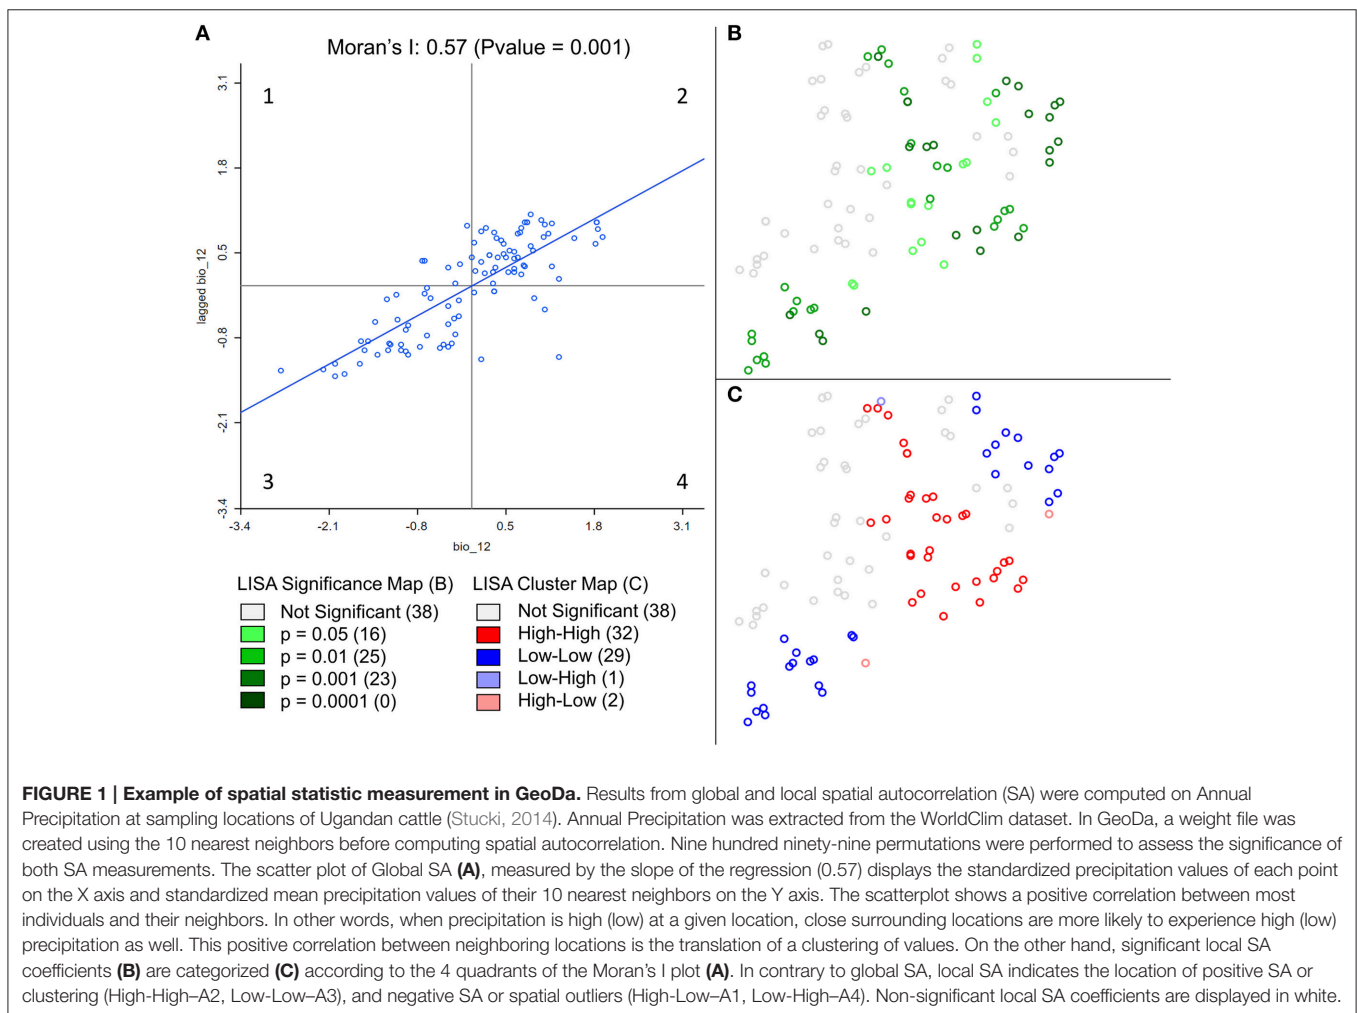 A
Moran's I: 0.57 (Pvalue = 0.001)
1
2
3
4
3.1
1.8
0.5
-0.8
-2.1
-3.4
lagged bio_12
-3.4 -2.1 -0.8 0.5 1.8 3.1
bio_12
LISA Significance Map (B)
Not Significant (38)
p = 0.05 (16)
p = 0.01 (25)
p = 0.001 (23)
p = 0.0001 (0)
LISA Cluster Map (C)
Not Significant (38)
High-High (32)
Low-Low (29)
Low-High (1)
High-Low (2)
B
C
FIGURE 1 | Example of spatial statistic measurement in GeoDa. Results from global and local spatial autocorrelation (SA) were computed on Annual
Precipitation at sampling locations of Ugandan cattle (Stucki, 2014). Annual Precipitation was extracted from the WorldClim dataset. In GeoDa, a weight file was
created using the 10 nearest neighbors before computing spatial autocorrelation. Nine hundred ninety-nine permutations were performed to assess the significance of
both SA measurements. The scatter plot of Global SA (A), measured by the slope of the regression (0.57) displays the standardized precipitation values of each point
on the X axis and standardized mean precipitation values of their 10 nearest neighbors on the Y axis. The scatterplot shows a positive correlation between most
individuals and their neighbors. In other words, when precipitation is high (low) at a given location, close surrounding locations are more likely to experience high (low)
precipitation as well. This positive correlation between neighboring locations is the translation of a clustering of values. On the other hand, significant local SA
coefficients (B) are categorized (C) according to the 4 quadrants of the Moran's I plot (A). In contrary to global SA, local SA indicates the location of positive SA or
clustering (High-High–A2, Low-Low–A3), and negative SA or spatial outliers (High-Low–A1, Low-High–A4). Non-significant local SA coefficients are displayed in white.